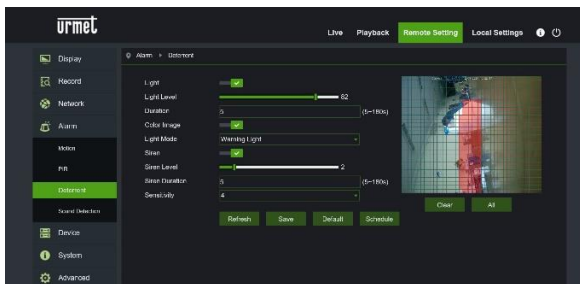 urmet
Live Playback Remote Setting Local Settings
Display
Record
Network
Alarm
Motion
PIR
Deterrent
Sound Detection
Device
System
Advanced
Alarm > Deterrent
Light
Light Level 82
Duration 5 (5~180s)
Color Image
Light Mode Warning Light
Siren
Siren Level 2
Siren Duration 5 (5~180s)
Sensitivity 4
Refresh Save Default Schedule
Clear All